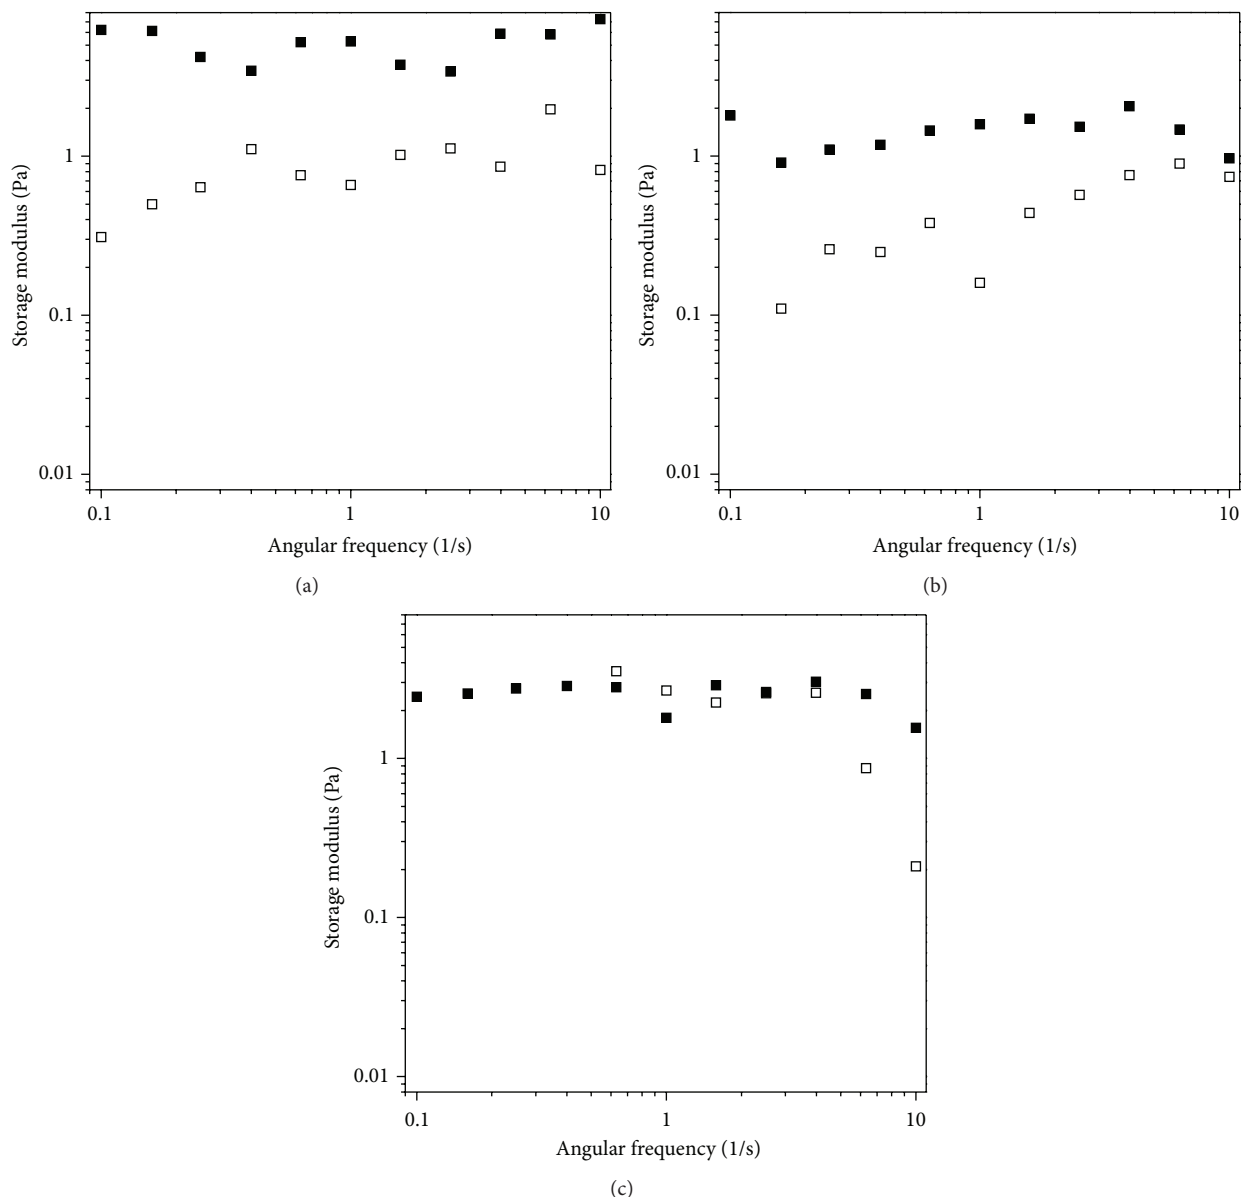 1
0.1
0.01
Storage modulus (Pa)
0.1
1
10
Angular frequency (1/s)
(a)
1
0.1
0.01
Storage modulus (Pa)
0.1
1
10
Angular frequency (1/s)
(b)
1
0.1
0.01
Storage modulus (Pa)
0.1
1
10
Angular frequency (1/s)
(c)